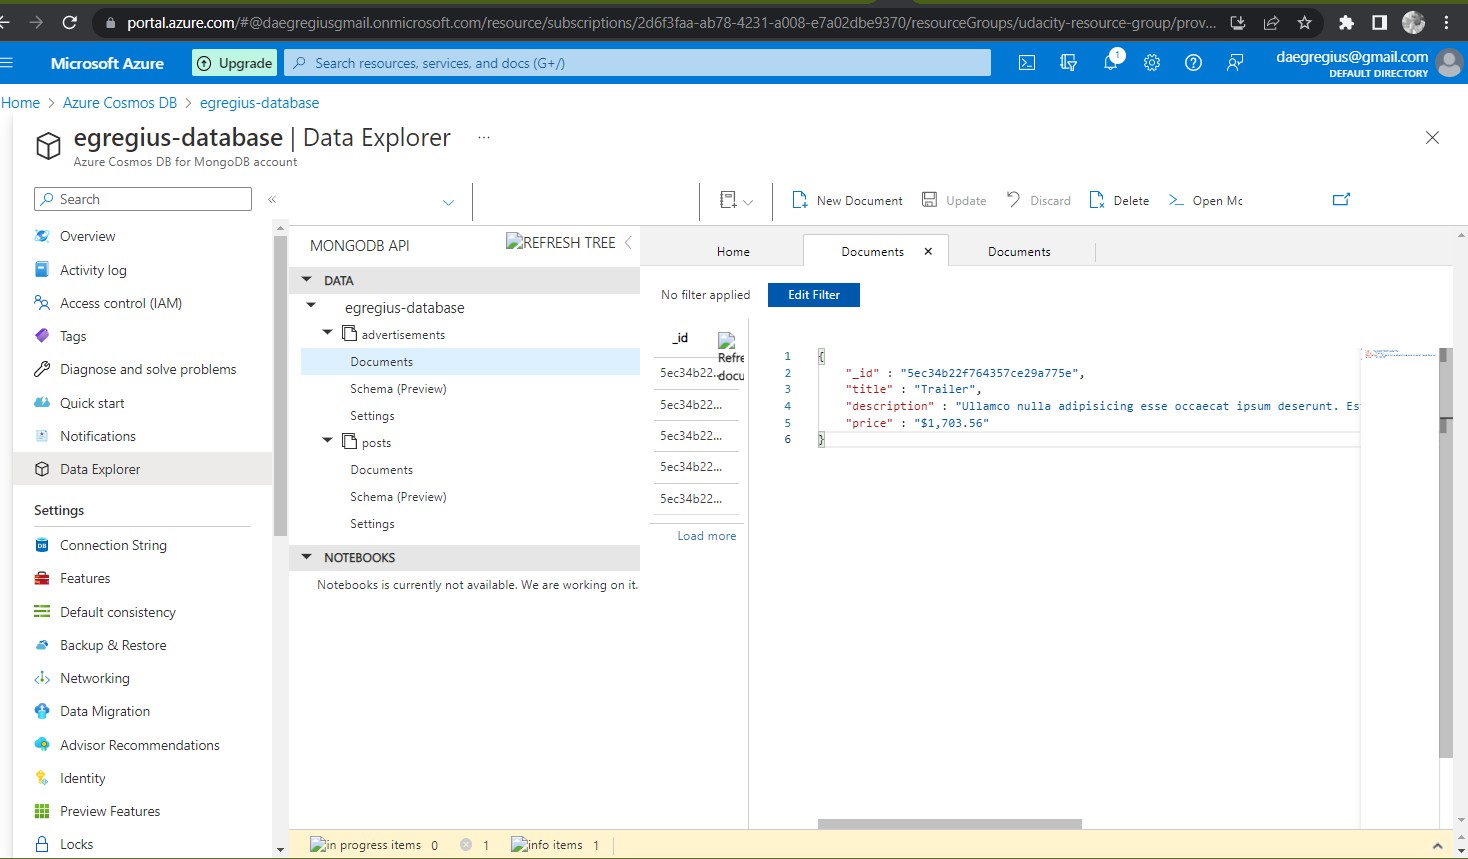 portal.azure.com/#@daegregiusgmail.onmicrosoft.com/resource/subscriptions/2d6f3faa-ab78-4231-a008-e7a02dbe9370/resourceGroups/udacity-resource-group/prov...
Microsoft Azure
Upgrade
Search resources, services, and docs (G+/)
1
daegregius@gmail.com
DEFAULT DIRECTORY
Home > Azure Cosmos DB > egregius-database
egregius-database | Data Explorer ...
Azure Cosmos DB for MongoDB account
Search
Overview
Activity log
Access control (IAM)
Tags
Diagnose and solve problems
Quick start
Notifications
Data Explorer
Settings
Connection String
Features
Default consistency
Backup & Restore
Networking
Data Migration
Advisor Recommendations
Identity
Preview Features
Locks
New Document
Update
Discard
Delete
Open Mc
MONGODB API
REFRESH TREE
DATA
egregius-database
advertisements
Documents
Schema (Preview)
Settings
posts
Documents
Schema (Preview)
Settings
NOTEBOOKS
Notebooks is currently not available. We are working on it.
Home
Documents
Documents
No filter applied
Edit Filter
_id
Refre
docu
5ec34b22...
5ec34b22...
5ec34b22...
5ec34b22...
5ec34b22...
Load more
1 {
2 "_id" : "5ec34b22f764357ce29a775e",
3 "title" : "Trailer",
4 "description" : "Ullamco nulla adipisicing esse occaecat ipsum deserunt. Es
5 "price" : "$1,703.56"
6 }
in progress items 0
1
info items 1